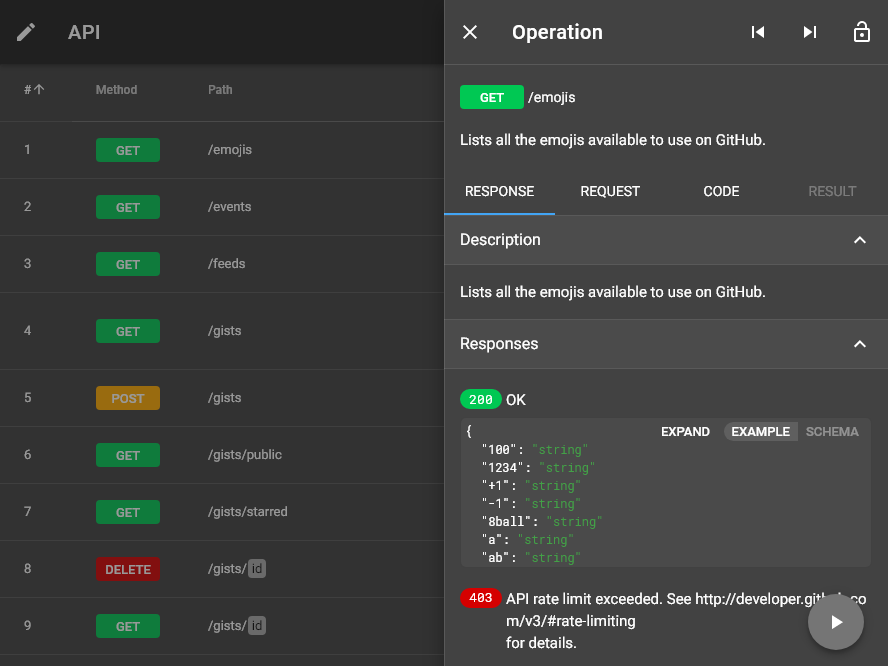 API
# Method Path
1 GET /emojis
2 GET /events
3 GET /feeds
4 GET /gists
5 POST /gists
6 GET /gists/public
7 GET /gists/starred
8 DELETE /gists/ id
9 GET /gists/ id
Operation
GET /emojis
Lists all the emojis available to use on GitHub.
RESPONSE REQUEST CODE RESULT
Description
Lists all the emojis available to use on GitHub.
Responses
200 OK
EXPAND EXAMPLE SCHEMA
{
"100": "string"
"1234": "string"
"+1": "string"
"-1": "string"
"8ball": "string"
"a": "string"
"ab": "string"
403 API rate limit exceeded. See http://developer.github.co
m/v3/#rate-limiting
for details.